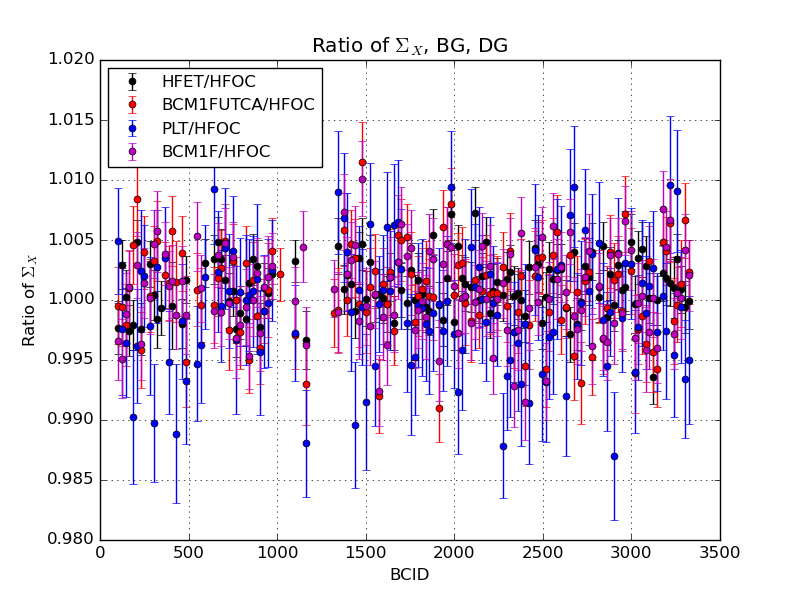 Ratio of Σ_X, BG, DG
HFET/HFOC
BCM1FUTCA/HFOC
PLT/HFOC
BCM1F/HFOC
Ratio of Σ_X
1.020
1.015
1.010
1.005
1.000
0.995
0.990
0.985
0.980
0 500 1000 1500 2000 2500 3000 3500
BCID